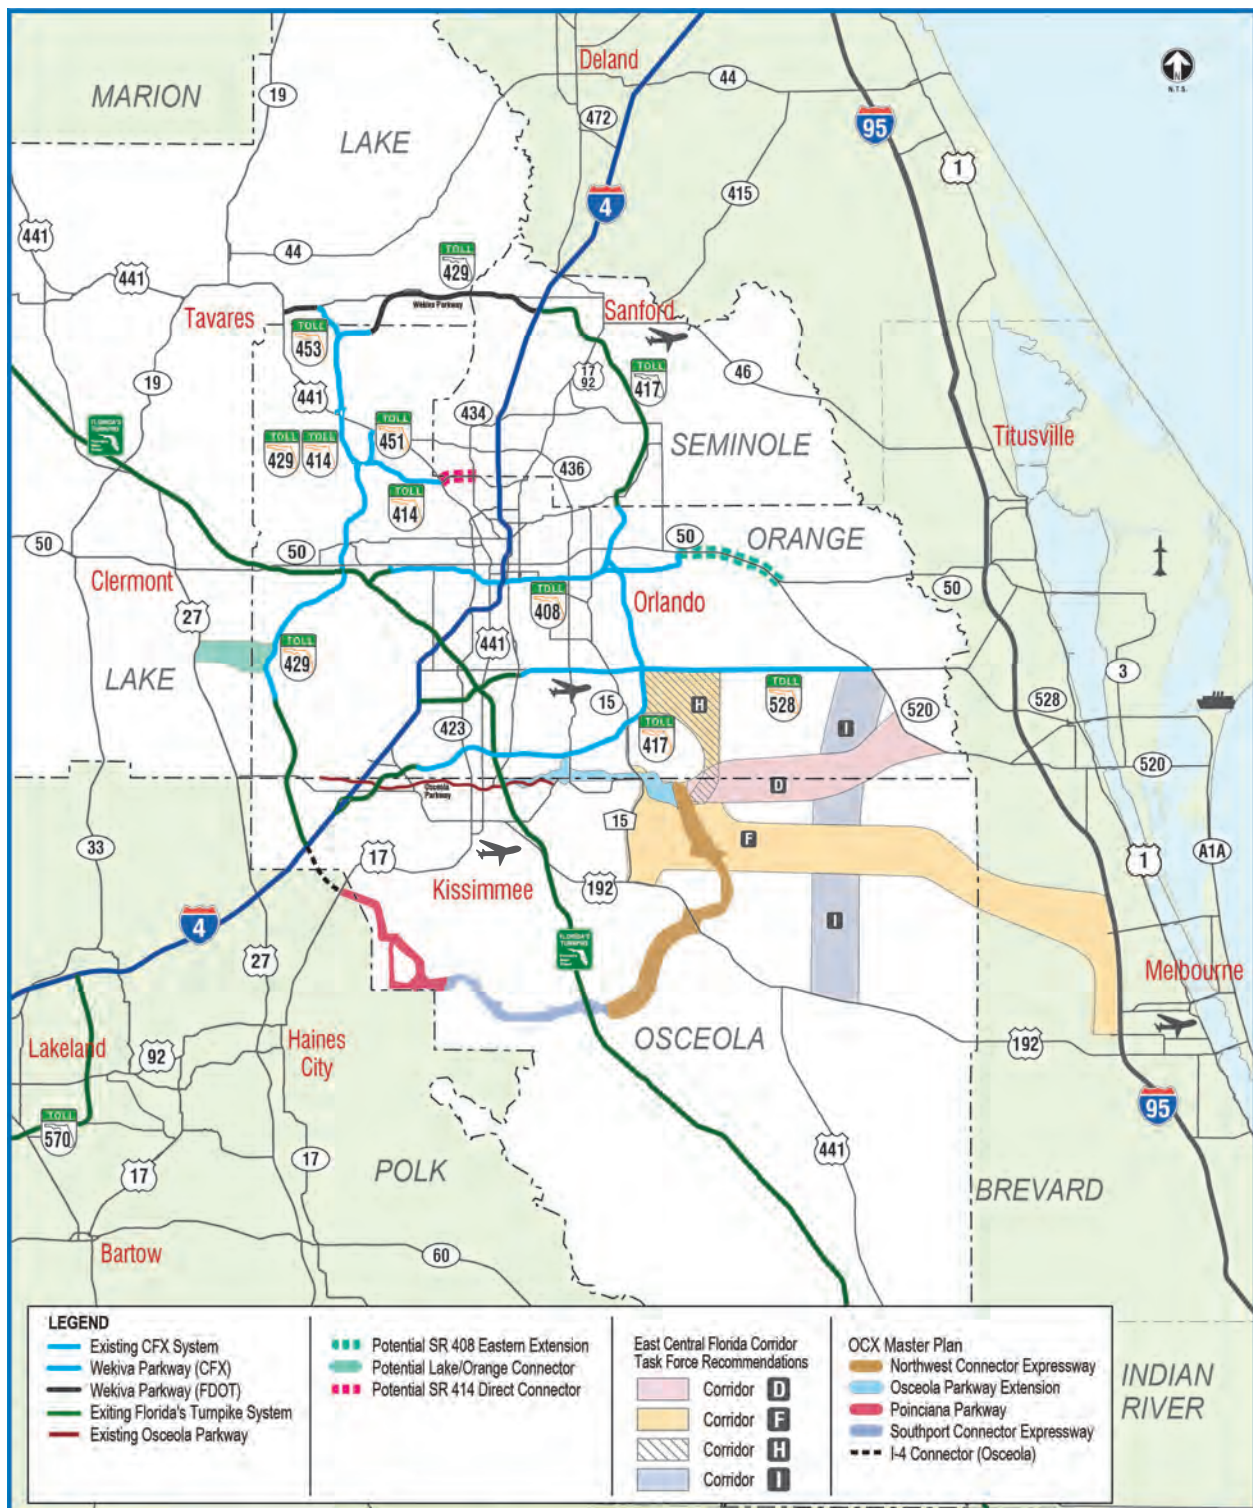 MARION
19
LAKE
Deland
44
472
95
1
N
N.T.S.
4
415
441
441
44
TOLL
429
Tavares
Wekiva Parkway
Sanford
TOLL
453
19
441
17
92
TOLL
417
46
FLORIDA'S
TURNPIKE
434
TOLL
451
TOLL
429
TOLL
414
436
SEMINOLE
Titusville
TOLL
414
50
50
50
ORANGE
Clermont
27
TOLL
408
Orlando
50
441
TOLL
429
LAKE
15
H
TOLL
528
I
520
528
3
423
TOLL
417
520
Osceola
Parkway
D
15
F
33
17
1
A1A
Kissimmee
192
4
I
27
FLORIDA'S
TURNPIKE
Melbourne
Lakeland
92
Haines
City
OSCEOLA
192
TOLL
570
95
17
17
POLK
441
BREVARD
Bartow
60
LEGEND
Existing CFX System
Wekiva Parkway (CFX)
Wekiva Parkway (FDOT)
Exiting Florida's Turnpike System
Existing Osceola Parkway
Potential SR 408 Eastern Extension
Potential Lake/Orange Connector
Potential SR 414 Direct Connector
East Central Florida Corridor
Task Force Recommendations
Corridor D
Corridor F
Corridor H
Corridor I
OCX Master Plan
Northwest Connector Expressway
Osceola Parkway Extension
Poinciana Parkway
Southport Connector Expressway
I-4 Connector (Osceola)
INDIAN
RIVER